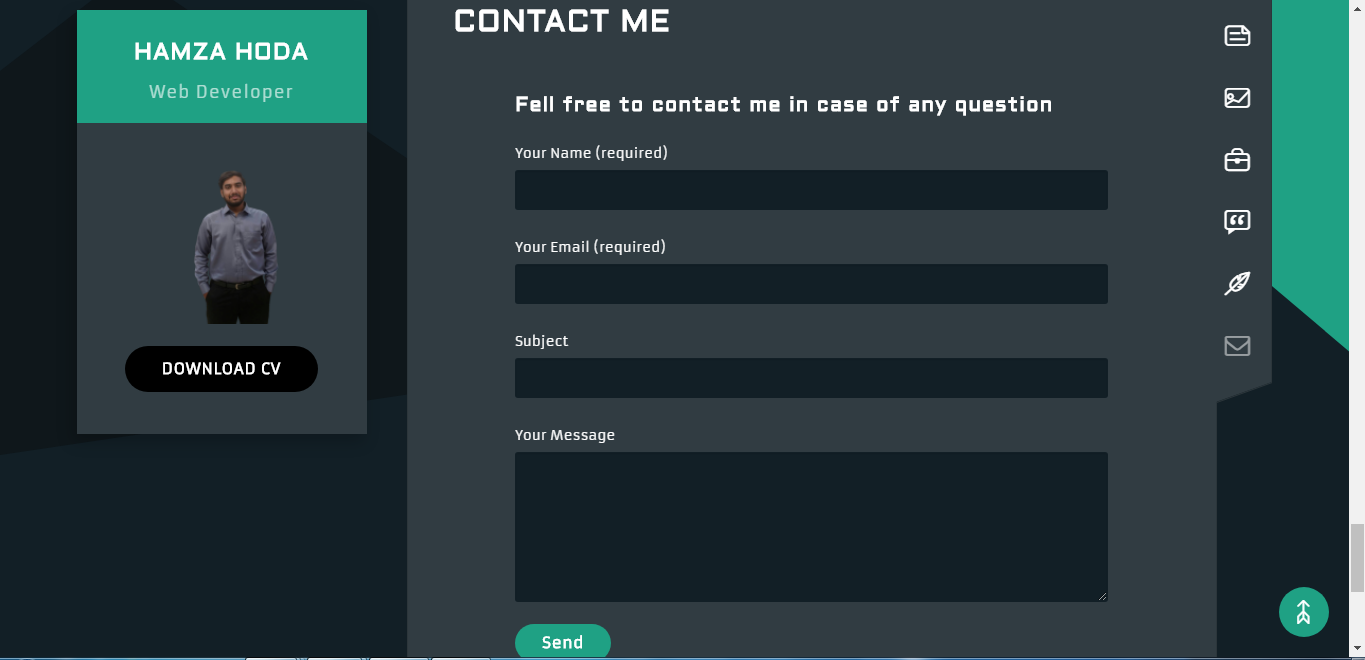 HAMZA HODA
Web Developer
DOWNLOAD CV
CONTACT ME
Fell free to contact me in case of any question
Your Name (required)
Your Email (required)
Subject
Your Message
Send